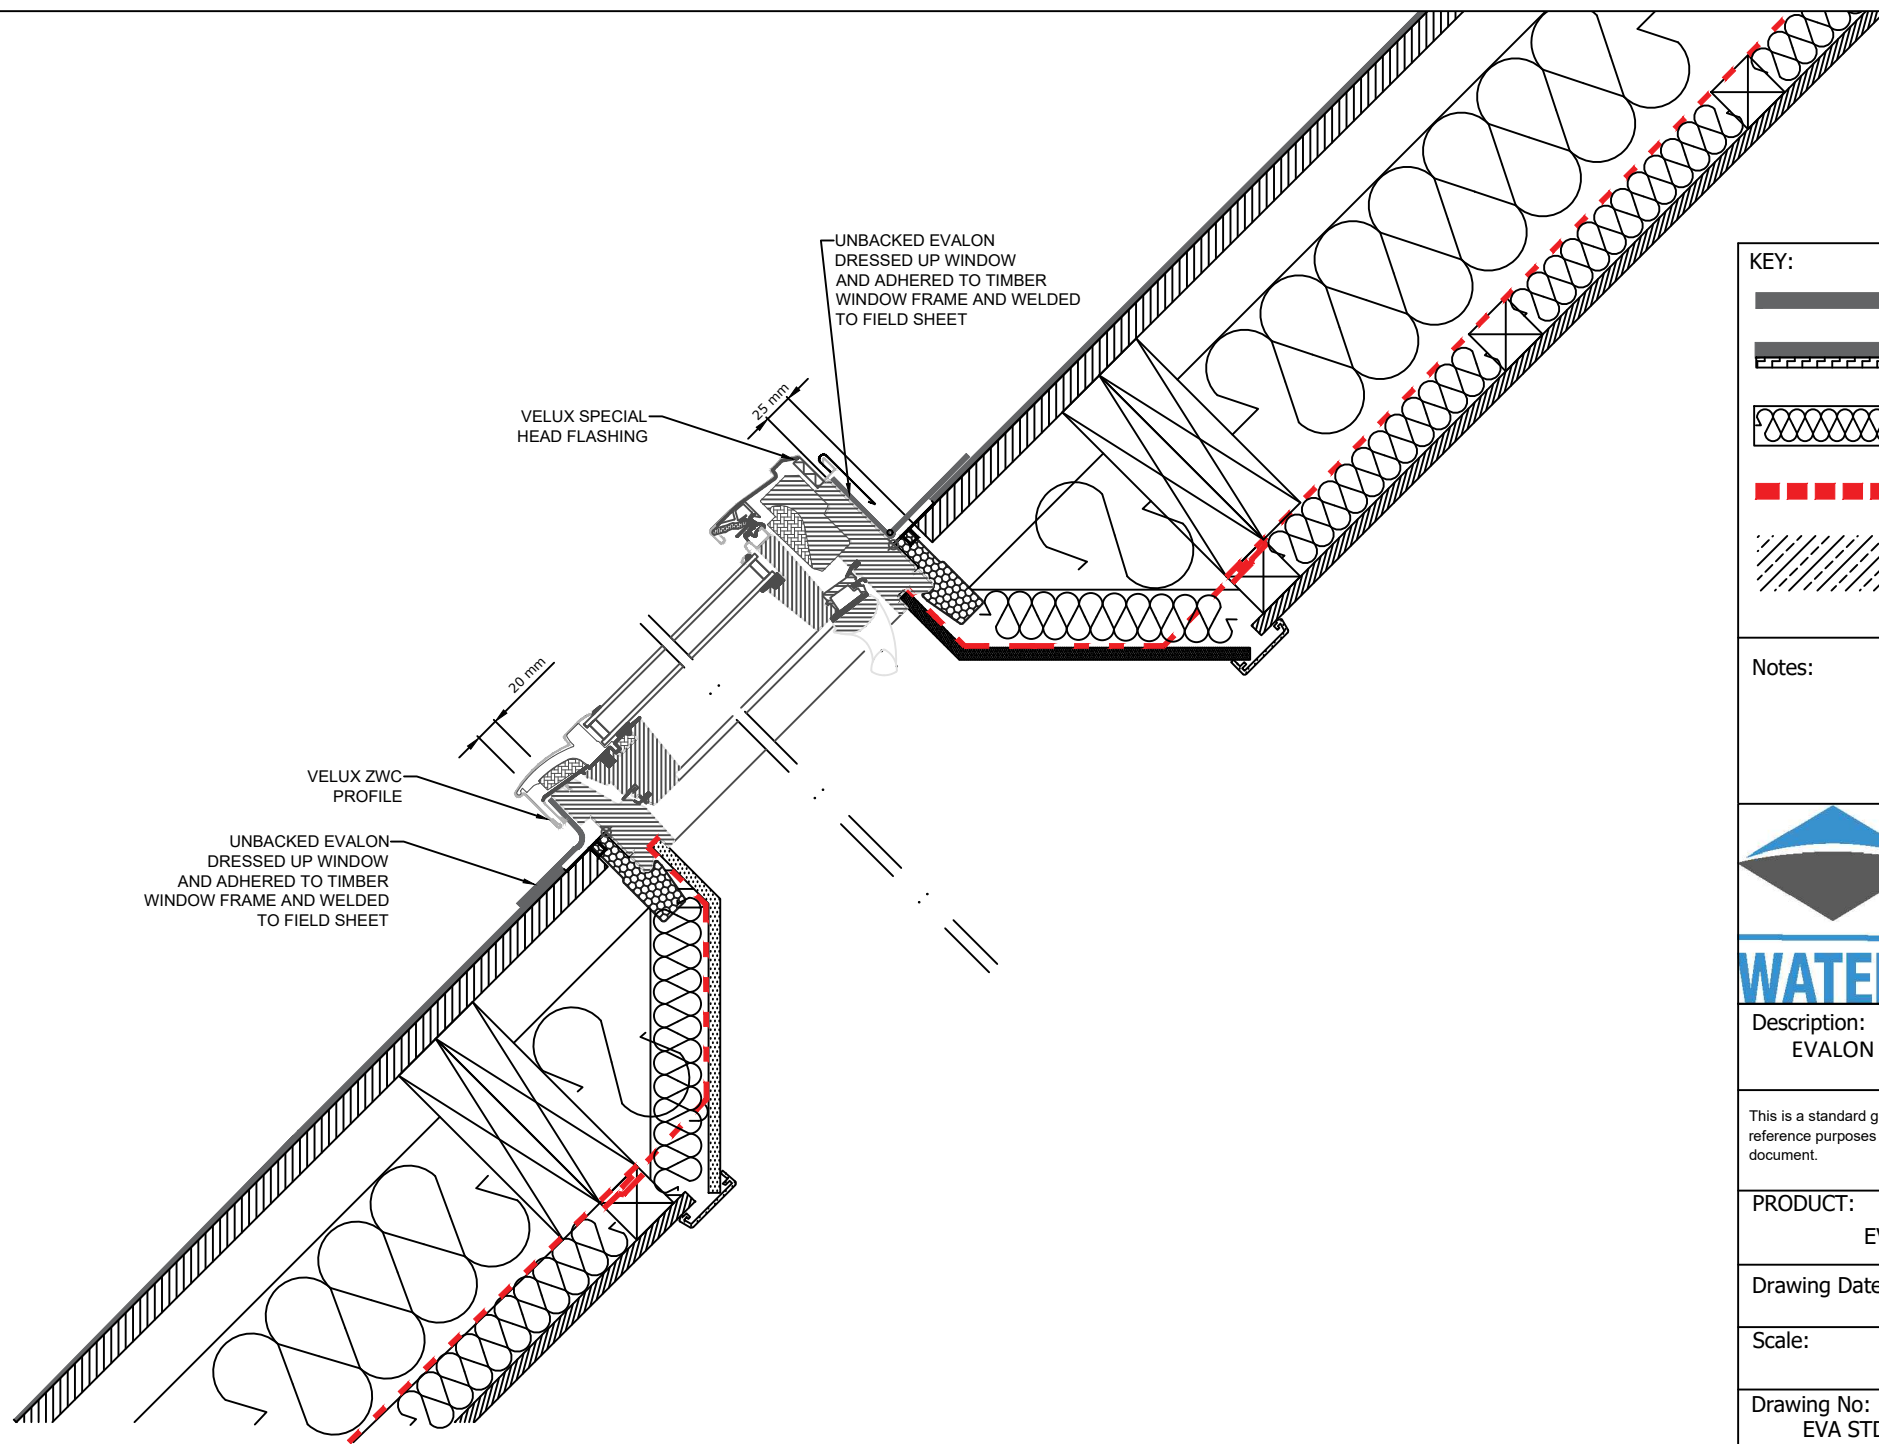 UNBACKED EVALON
DRESSED UP WINDOW
AND ADHERED TO TIMBER
WINDOW FRAME AND WELDED
TO FIELD SHEET
25 mm
VELUX SPECIAL
HEAD FLASHING
20 mm
VELUX ZWC
PROFILE
UNBACKED EVALON
DRESSED UP WINDOW
AND ADHERED TO TIMBER
WINDOW FRAME AND WELDED
TO FIELD SHEET
KEY:
Notes:
Description:
EVALON
This is a standard
reference purposes
document.
PRODUCT:
Drawing
Scale:
Drawing No:
EVA